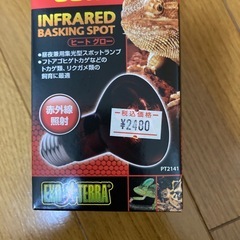 INFRARED
BASKING SPOT
ヒート グロー
●昼夜兼用集光型スポットランプ
●フトアゴヒゲトカゲなどの
トカゲ類、リクガメ類の
飼育に最適
赤外線
照射
税込価格
¥2480
PT2141
EXO TERRA